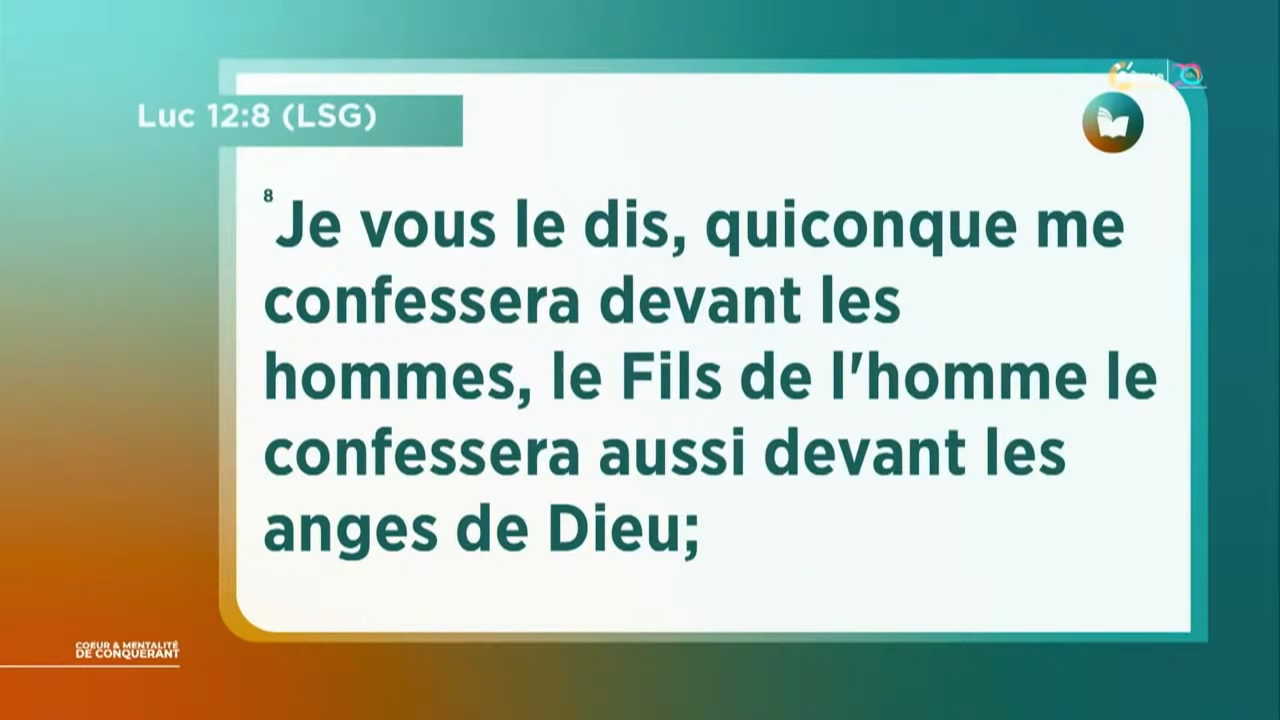 Luc 12:8 (LSG)
8 Je vous le dis, quiconque me
confessera devant les
hommes, le Fils de l'homme le
confessera aussi devant les
anges de Dieu;
COEUR & MENTALITÉ
DE CONQUÉRANT